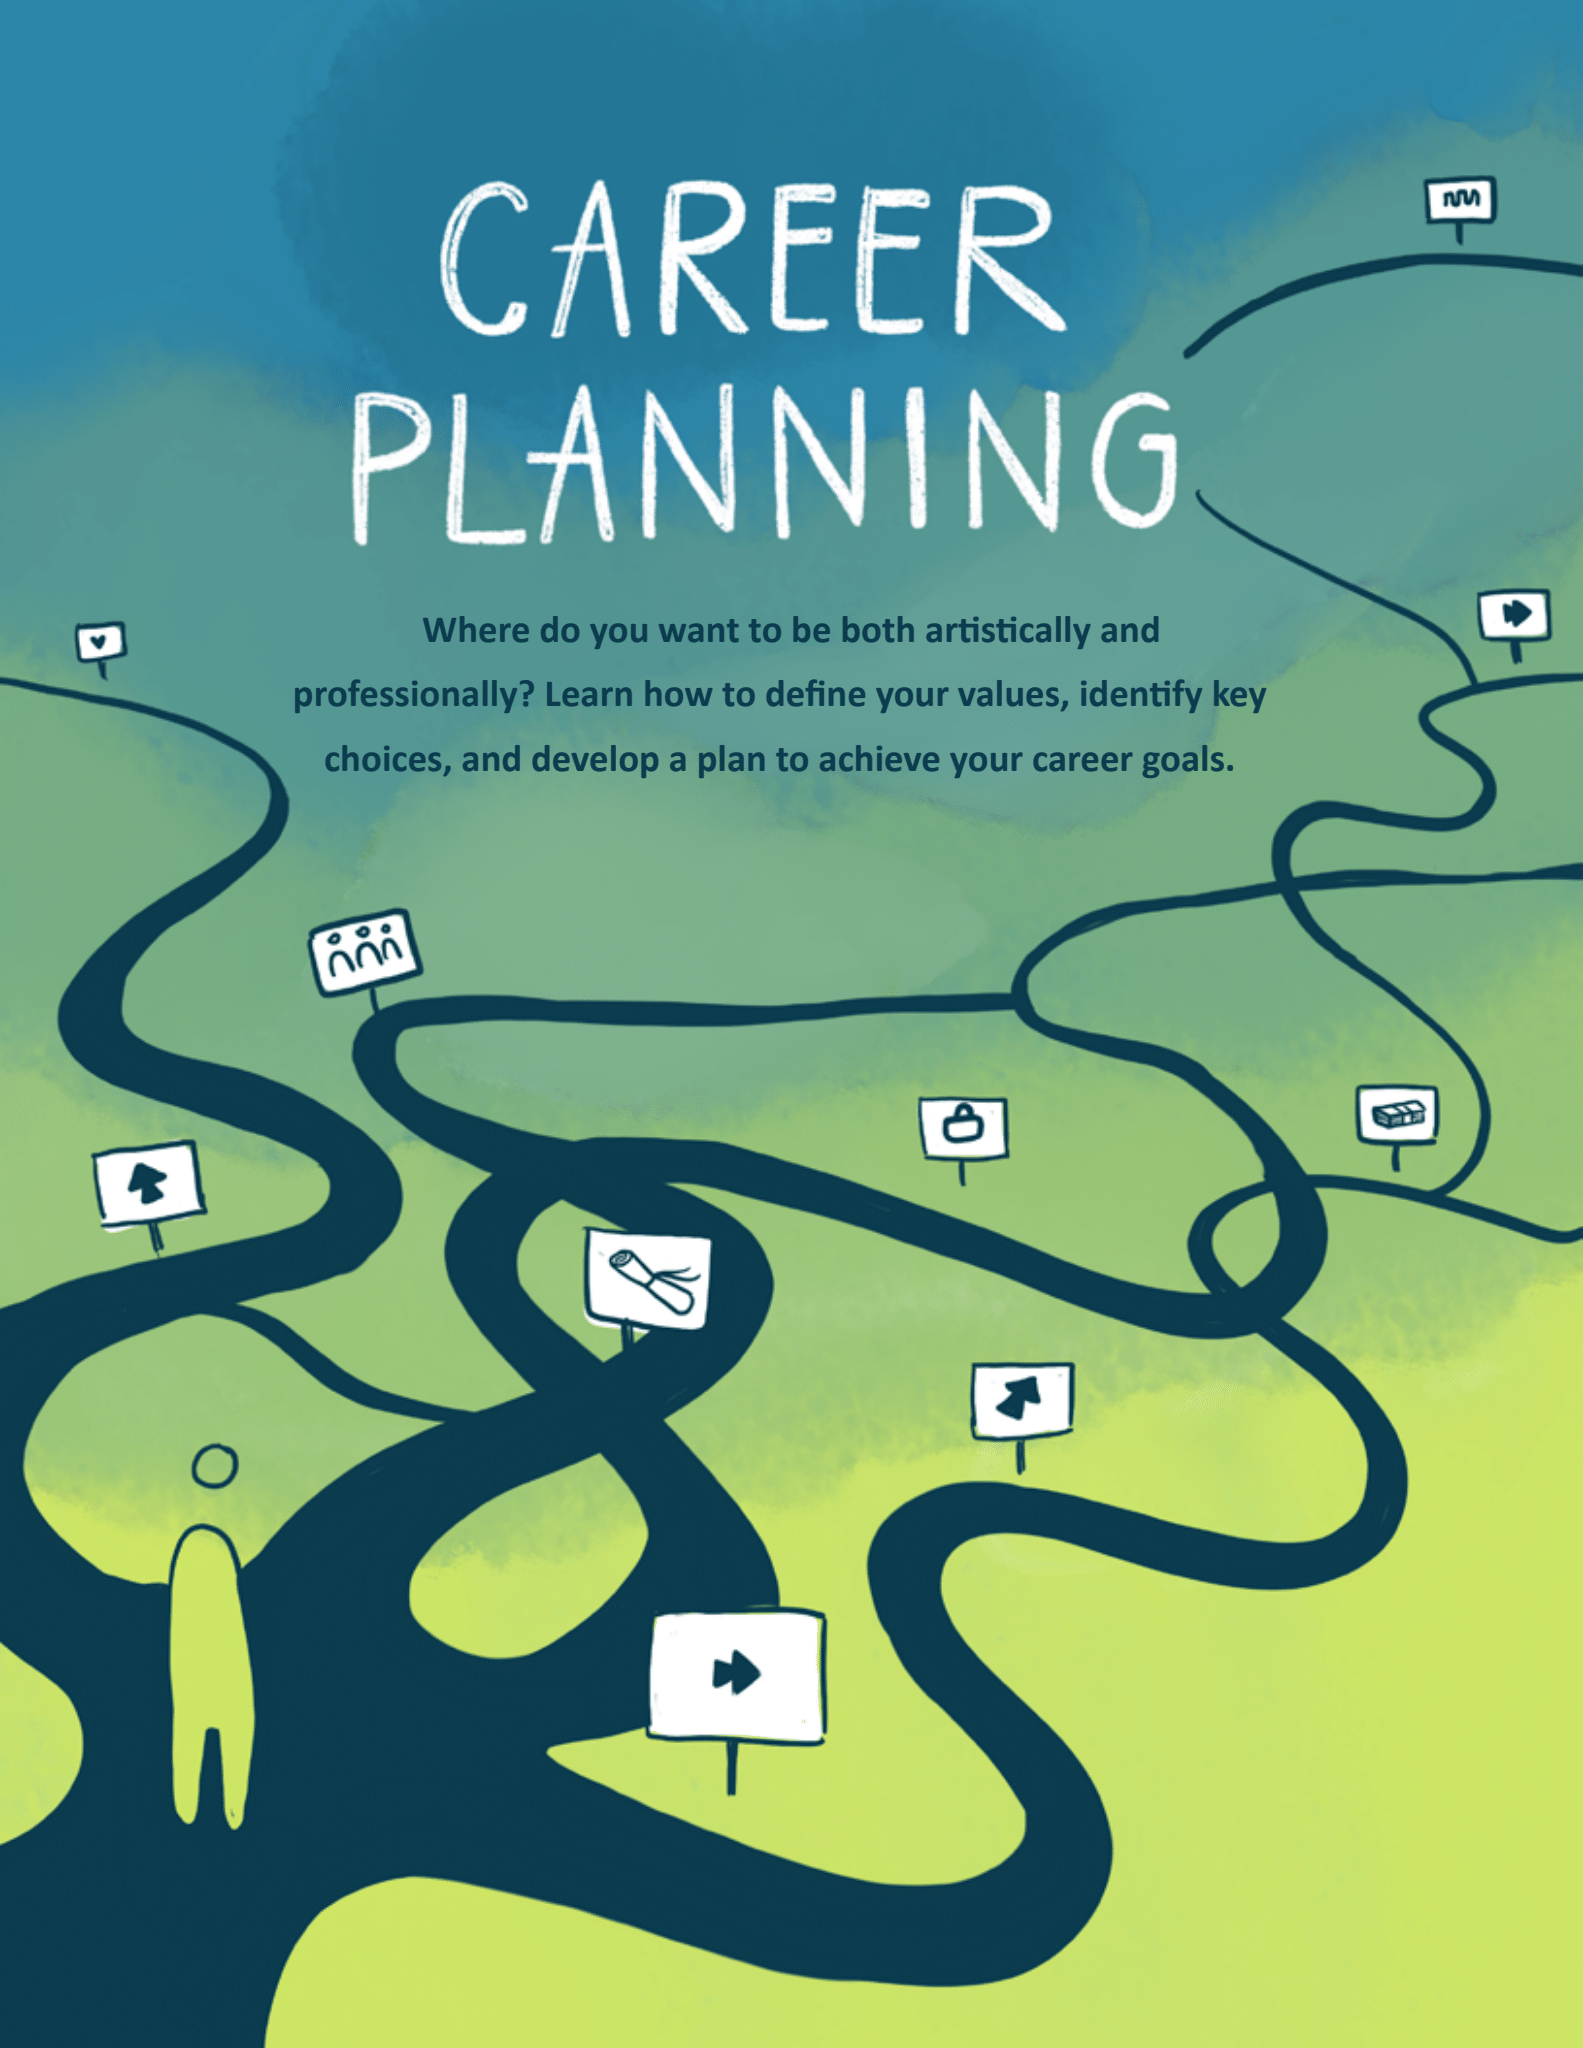 CAREER
PLANNING
Where do you want to be both artistically and
professionally? Learn how to define your values, identify key
choices, and develop a plan to achieve your career goals.